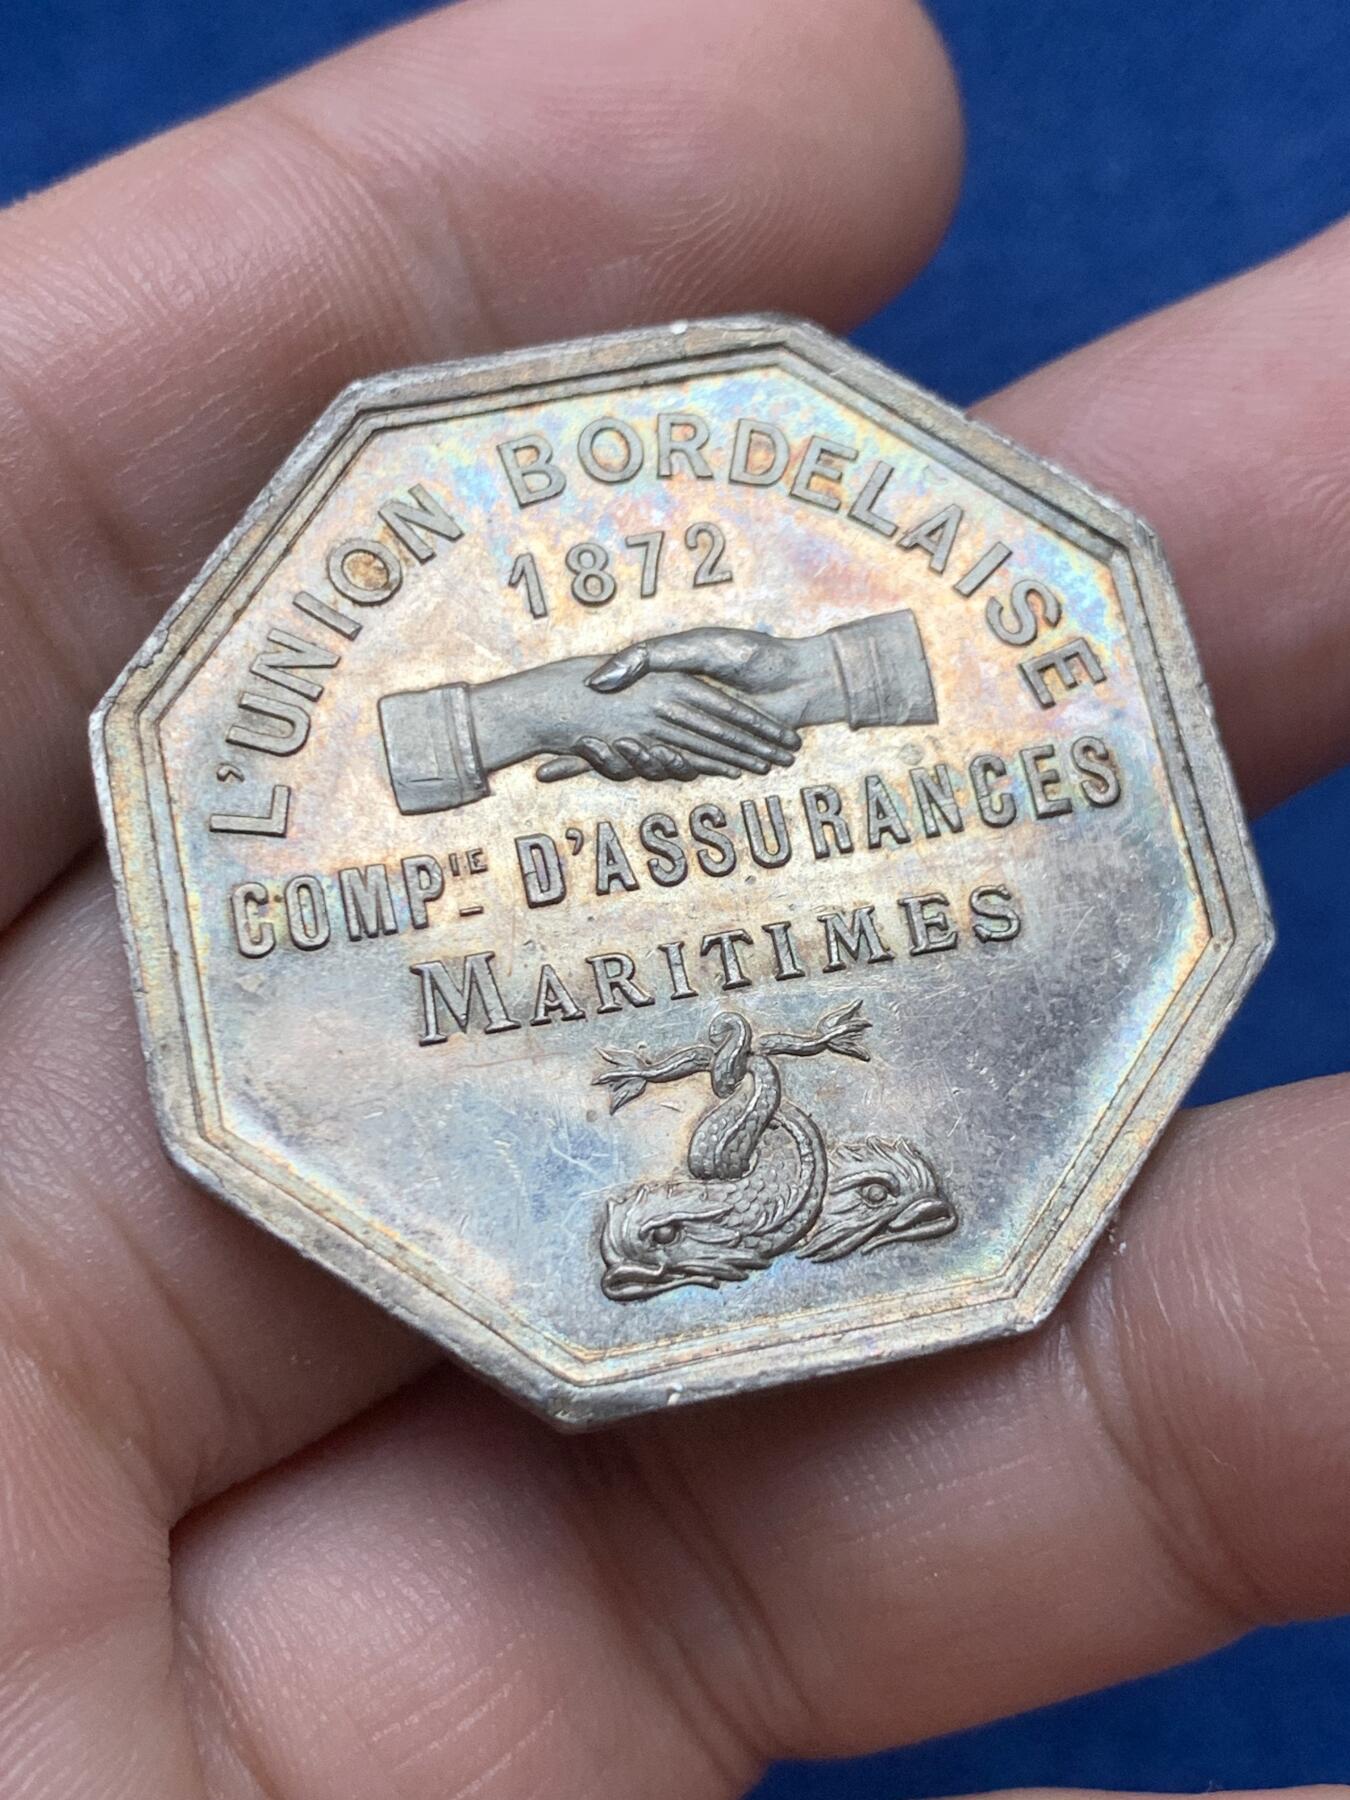 L'UNION BORDELAISE
1872
COMPIE D'ASSURANCES
MARITIMES